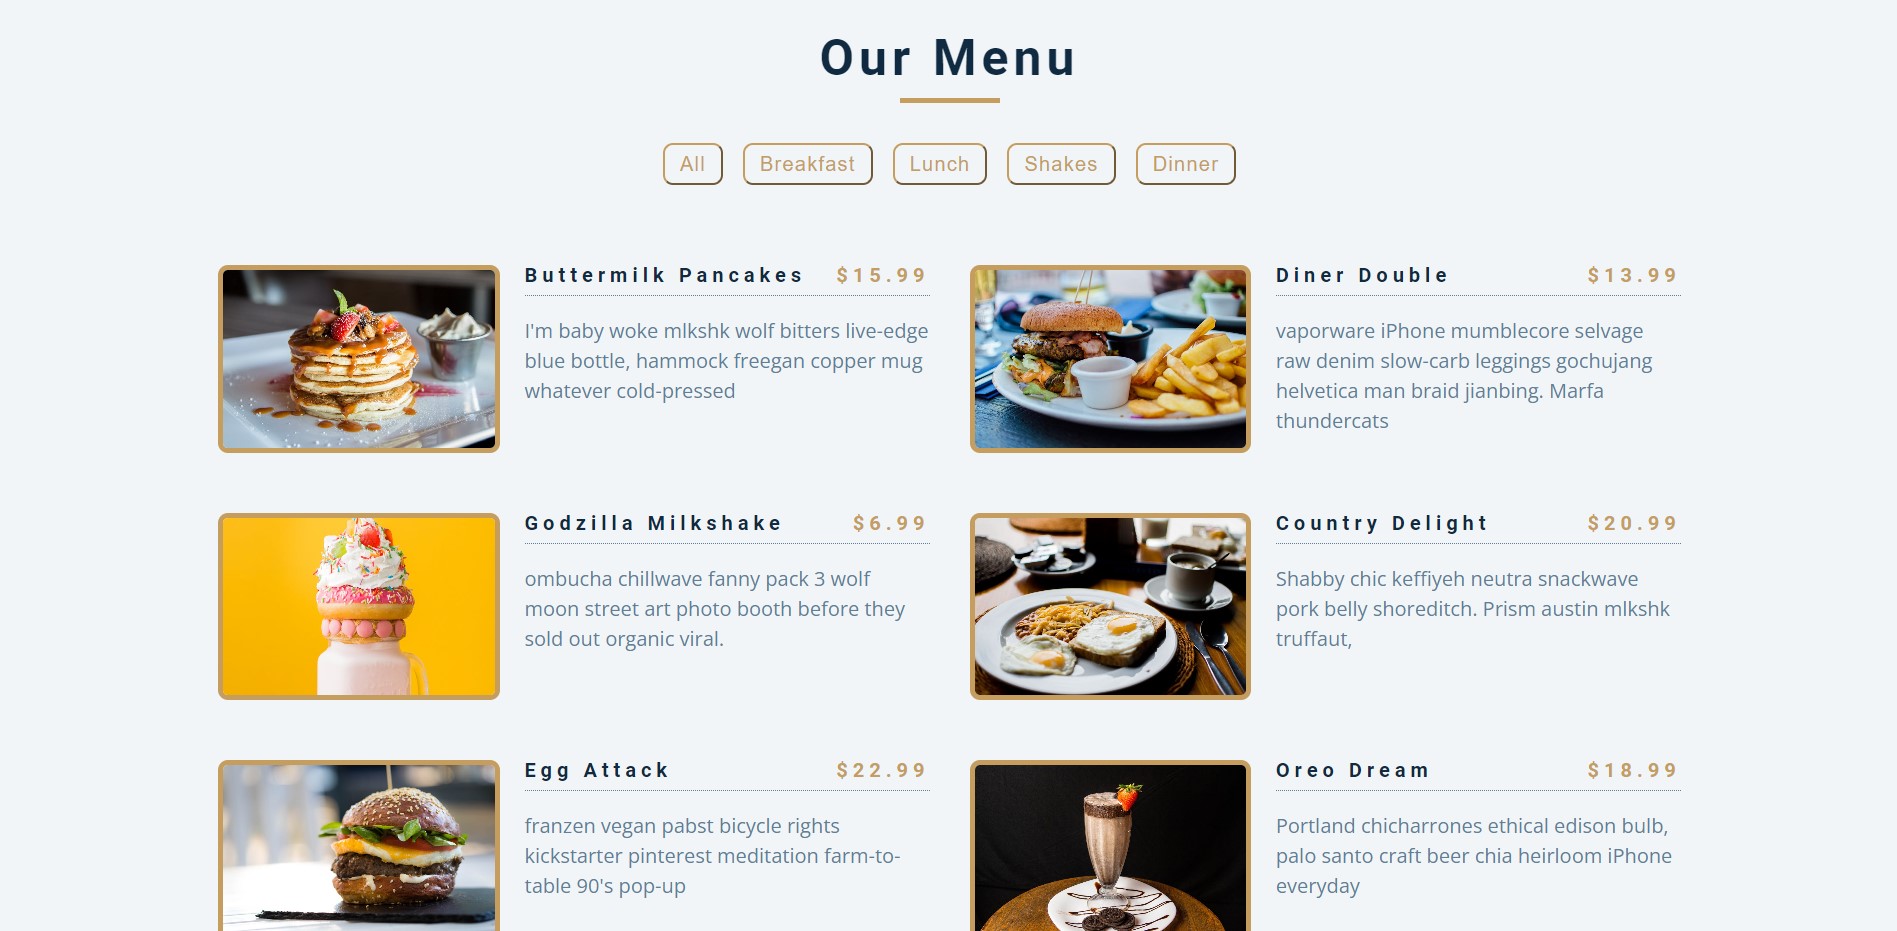 Our Menu
All Breakfast Lunch Shakes Dinner
Buttermilk Pancakes $15.99
I'm baby woke mlkshk wolf bitters live-edge
blue bottle, hammock freegan copper mug
whatever cold-pressed
Diner Double $13.99
vaporware iPhone mumblecore selvage
raw denim slow-carb leggings gochujang
helvetica man braid jianbing. Marfa
thundercats
Godzilla Milkshake $6.99
ombucha chillwave fanny pack 3 wolf
moon street art photo booth before they
sold out organic viral.
Country Delight $20.99
Shabby chic keffiyeh neutra snackwave
pork belly shoreditch. Prism austin mlkshk
truffaut,
Egg Attack $22.99
franzen vegan pabst bicycle rights
kickstarter pinterest meditation farm-to-
table 90's pop-up
Oreo Dream $18.99
Portland chicharrones ethical edison bulb,
palo santo craft beer chia heirloom iPhone
everyday